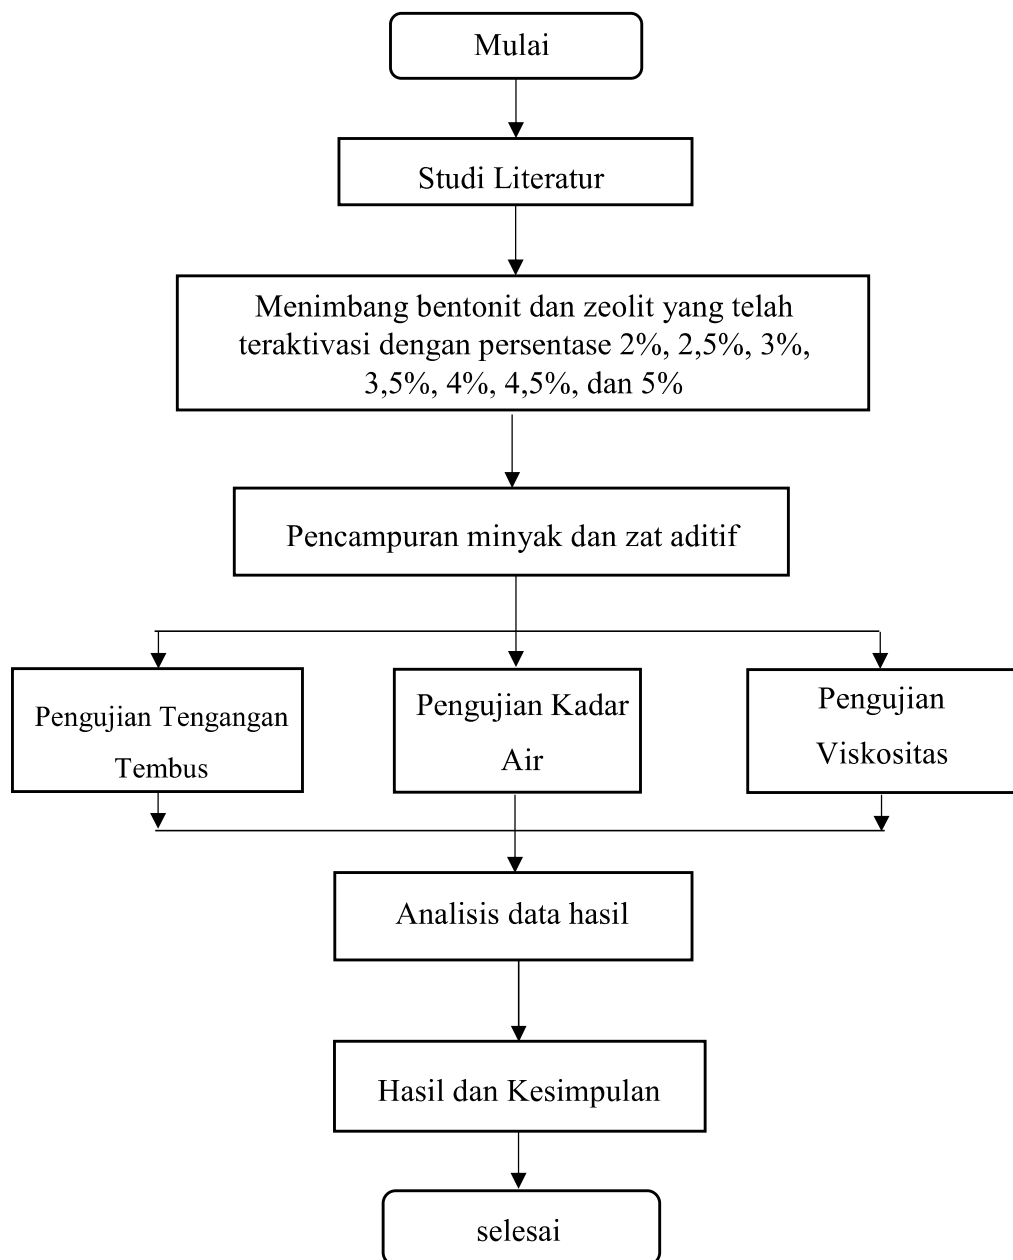 Mulai
Studi Literatur
Menimbang bentonit dan zeolit yang telah
teraktivasi dengan persentase 2%, 2,5%, 3%,
3,5%, 4%, 4,5%, dan 5%
Pencampuran minyak dan zat aditif
Pengujian Tengangan
Tembus
Pengujian Kadar
Air
Pengujian
Viskositas
Analisis data hasil
Hasil dan Kesimpulan
selesai